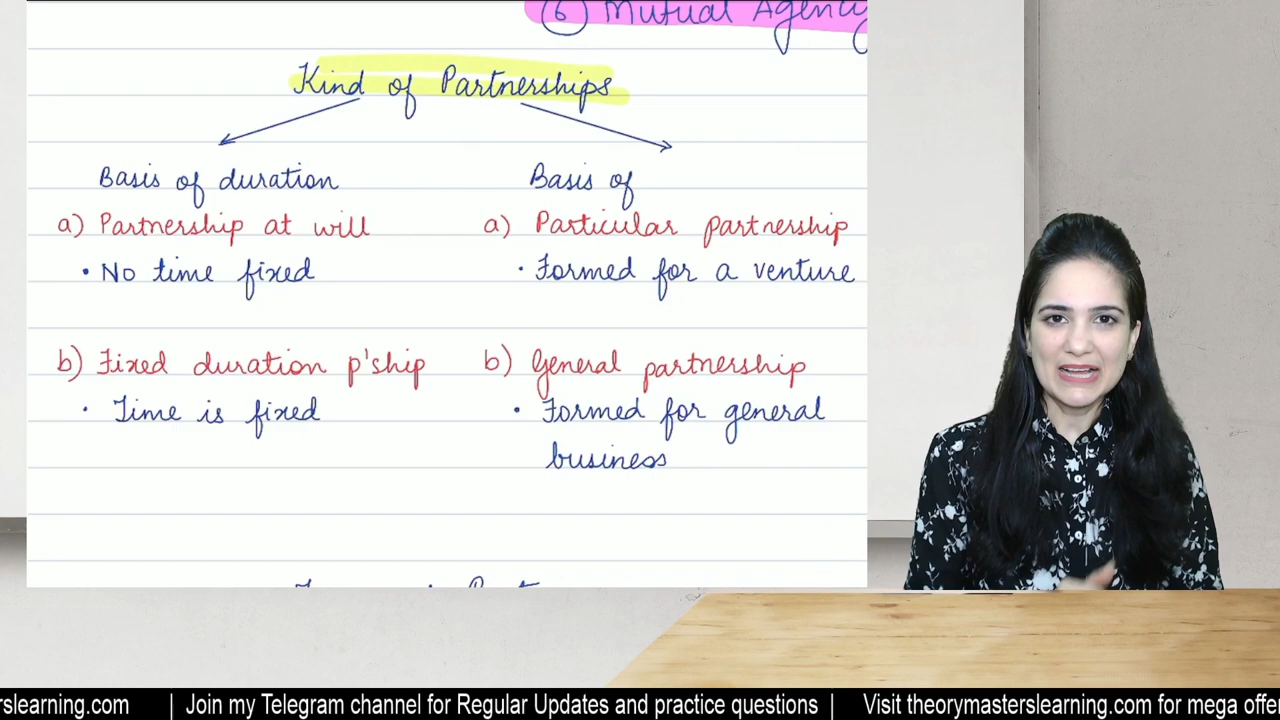 (6) Mutual Agency
Kind of Partnerships
Basis of duration
a) Partnership at will
• No time fixed
b) Fixed duration p'ship
• Time is fixed
Basis of
a) Particular partnership
• Formed for a venture
b) General partnership
• Formed for general
business
rslearning.com | Join my Telegram channel for Regular Updates and practice questions | Visit theorymasterslearning.com for mega offe